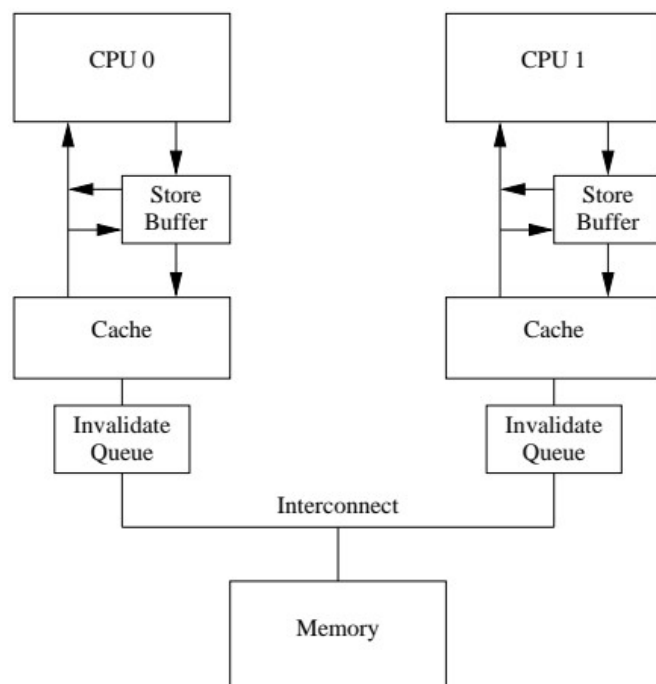 CPU 0
CPU 1
Store
Buffer
Store
Buffer
Cache
Cache
Invalidate
Queue
Invalidate
Queue
Interconnect
Memory